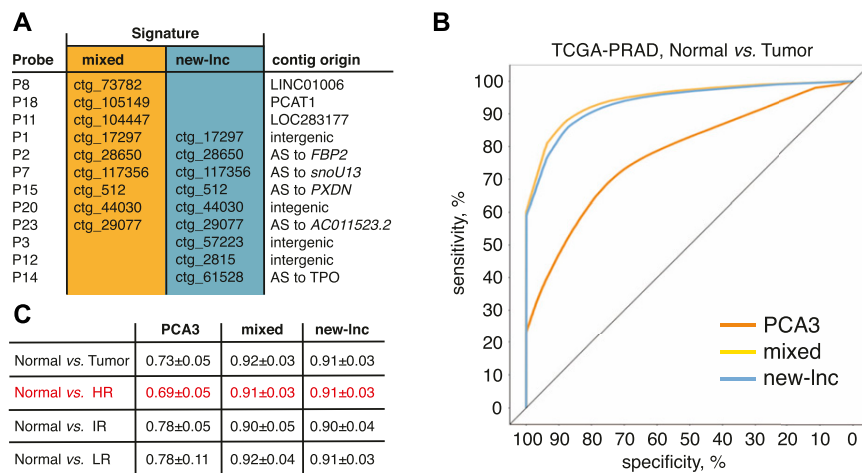 A
Signature
Probe mixed new-lnc contig origin
P8 ctg_73782 LINC01006
P18 ctg_105149 PCAT1
P11 ctg_104447 LOC283177
P1 ctg_17297 ctg_17297 intergenic
P2 ctg_28650 ctg_28650 AS to FBP2
P7 ctg_117356 ctg_117356 AS to snoU13
P15 ctg_512 ctg_512 AS to PXDN
P20 ctg_44030 ctg_44030 integenic
P23 ctg_29077 ctg_29077 AS to AC011523.2
P3 ctg_57223 intergenic
P12 ctg_2815 intergenic
P14 ctg_61528 AS to TPO
C
PCA3 mixed new-lnc
Normal vs. Tumor 0.73±0.05 0.92±0.03 0.91±0.03
Normal vs. HR 0.69±0.05 0.91±0.03 0.91±0.03
Normal vs. IR 0.78±0.05 0.90±0.05 0.90±0.04
Normal vs. LR 0.78±0.11 0.92±0.04 0.91±0.03
B
TCGA-PRAD, Normal vs. Tumor
sensitivity, %
100
90
80
70
60
50
40
30
20
10
0
PCA3
mixed
new-lnc
100 90 80 70 60 50 40 30 20 10 0
specificity, %